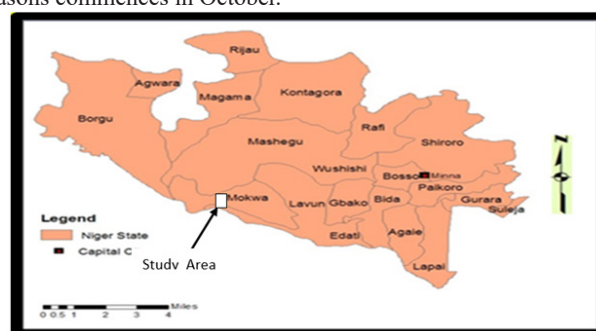 asons commences in October.
Rijau
Agwara
Magama
Kontagora
Borgu
Rafi
Mashegu
Shiroro
Wushishi
Bosso
Minna
Paikoro
Mokwa
Lavun
Gbako
Bida
Gurara
Suleja
Edati
Agaie
Lapai
N
Legend
Niger State
Capital C
Study Area
0 0.5 1 2 3 4 Miles